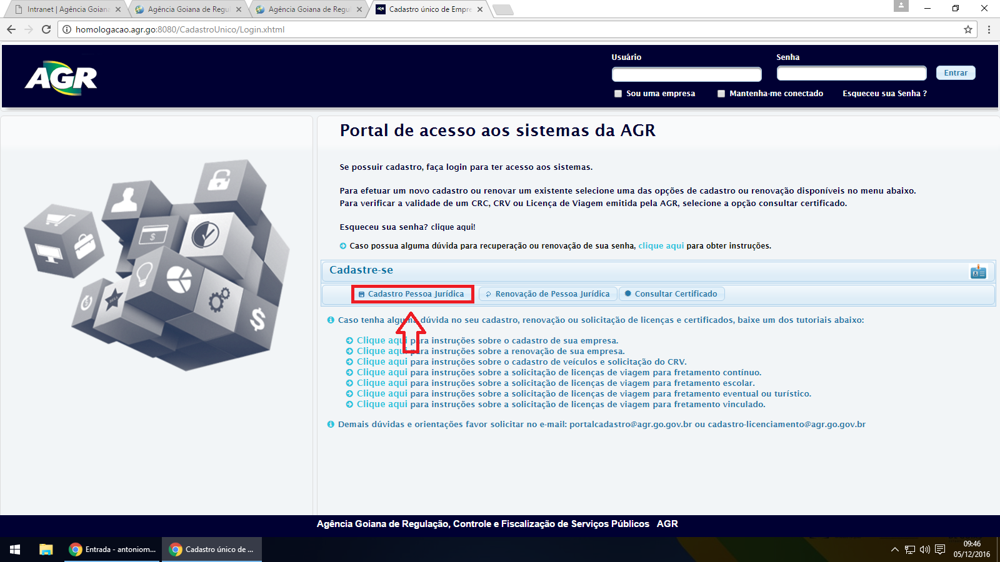 Intranet | Agência Goiana
Agência Goiana de Regul
Agência Goiana de Regul
Cadastro único de Empre
homologacao.agr.go:8080/CadastroUnico/Login.xhtml
AGR
Usuário
Senha
Entrar
Sou uma empresa
Mantenha-me conectado
Esqueceu sua Senha ?
Portal de acesso aos sistemas da AGR
Se possuir cadastro, faça login para ter acesso aos sistemas.
Para efetuar um novo cadastro ou renovar um existente selecione uma das opções de cadastro ou renovação disponíveis no menu abaixo.
Para verificar a validade de um CRC, CRV ou Licença de Viagem emitida pela AGR, selecione a opção consultar certificado.
Esqueceu sua senha? clique aqui!
Caso possua alguma dúvida para recuperação ou renovação de sua senha, clique aqui para obter instruções.
Cadastre-se
Cadastro Pessoa Jurídica
Renovação de Pessoa Jurídica
Consultar Certificado
Caso tenha alguma dúvida no seu cadastro, renovação ou solicitação de licenças e certificados, baixe um dos tutoriais abaixo:
Clique aqui para instruções sobre o cadastro de sua empresa.
Clique aqui para instruções sobre a renovação de sua empresa.
Clique aqui para instruções sobre o cadastro de veículos e solicitação do CRV.
Clique aqui para instruções sobre a solicitação de licenças de viagem para fretamento contínuo.
Clique aqui para instruções sobre a solicitação de licenças de viagem para fretamento escolar.
Clique aqui para instruções sobre a solicitação de licenças de viagem para fretamento eventual ou turístico.
Clique aqui para instruções sobre a solicitação de licenças de viagem para fretamento vinculado.
Demais dúvidas e orientações favor solicitar no e-mail: portalcadastro@agr.go.gov.br ou cadastro-licenciamento@agr.go.gov.br
Agência Goiana de Regulação, Controle e Fiscalização de Serviços Públicos AGR
Entrada - antoniom...
Cadastro único de ...
09:46
05/12/2016